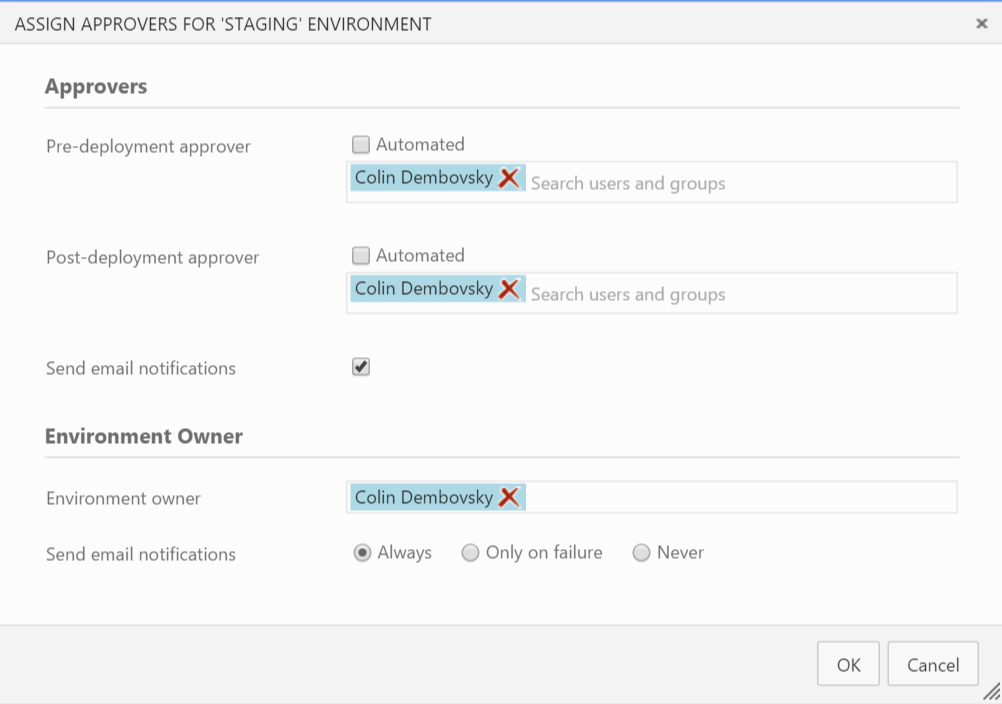 ASSIGN APPROVERS FOR 'STAGING' ENVIRONMENT
Approvers
Pre-deployment approver
Automated
Colin Dembovsky Search users and groups
Post-deployment approver
Automated
Colin Dembovsky Search users and groups
Send email notifications
Environment Owner
Environment owner
Colin Dembovsky
Send email notifications
Always Only on failure Never
OK Cancel